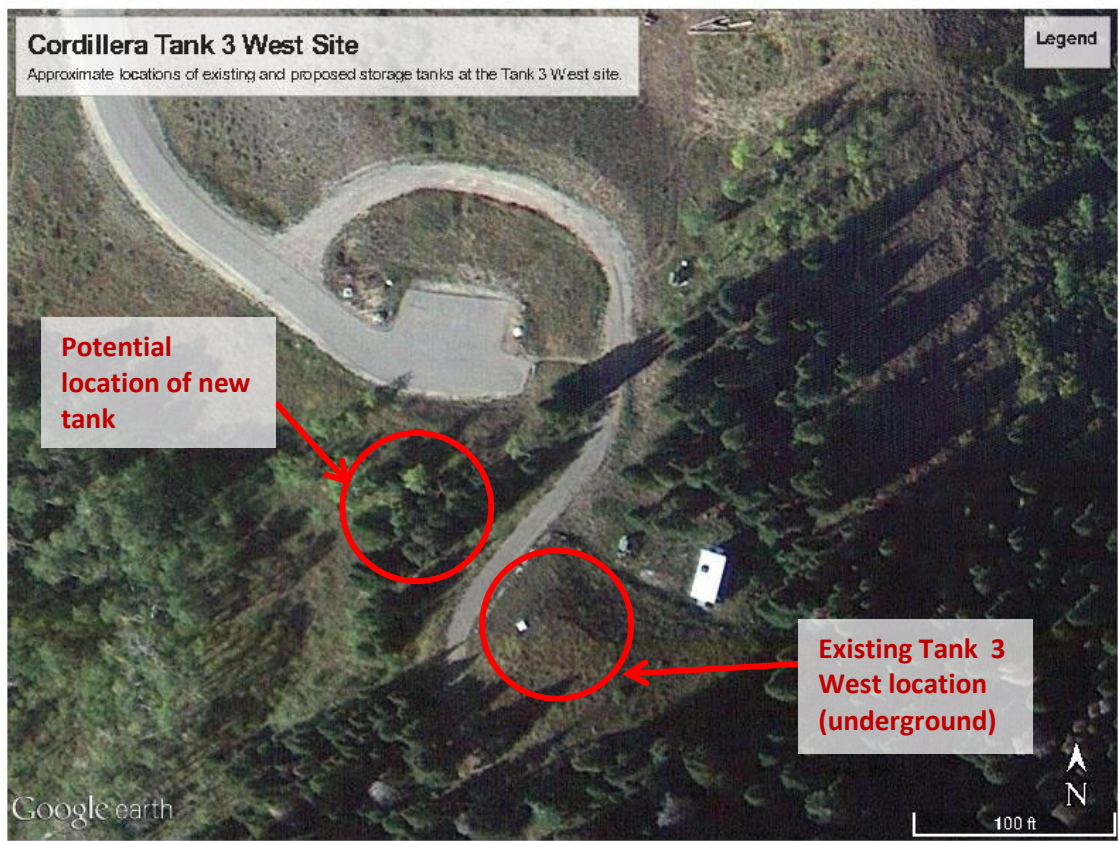 Cordillera Tank 3 West Site
Approximate locations of existing and proposed storage tanks at the Tank 3 West site.
Legend
Potential
location of new
tank
Existing Tank 3
West location
(underground)
N
Google earth
100 ft